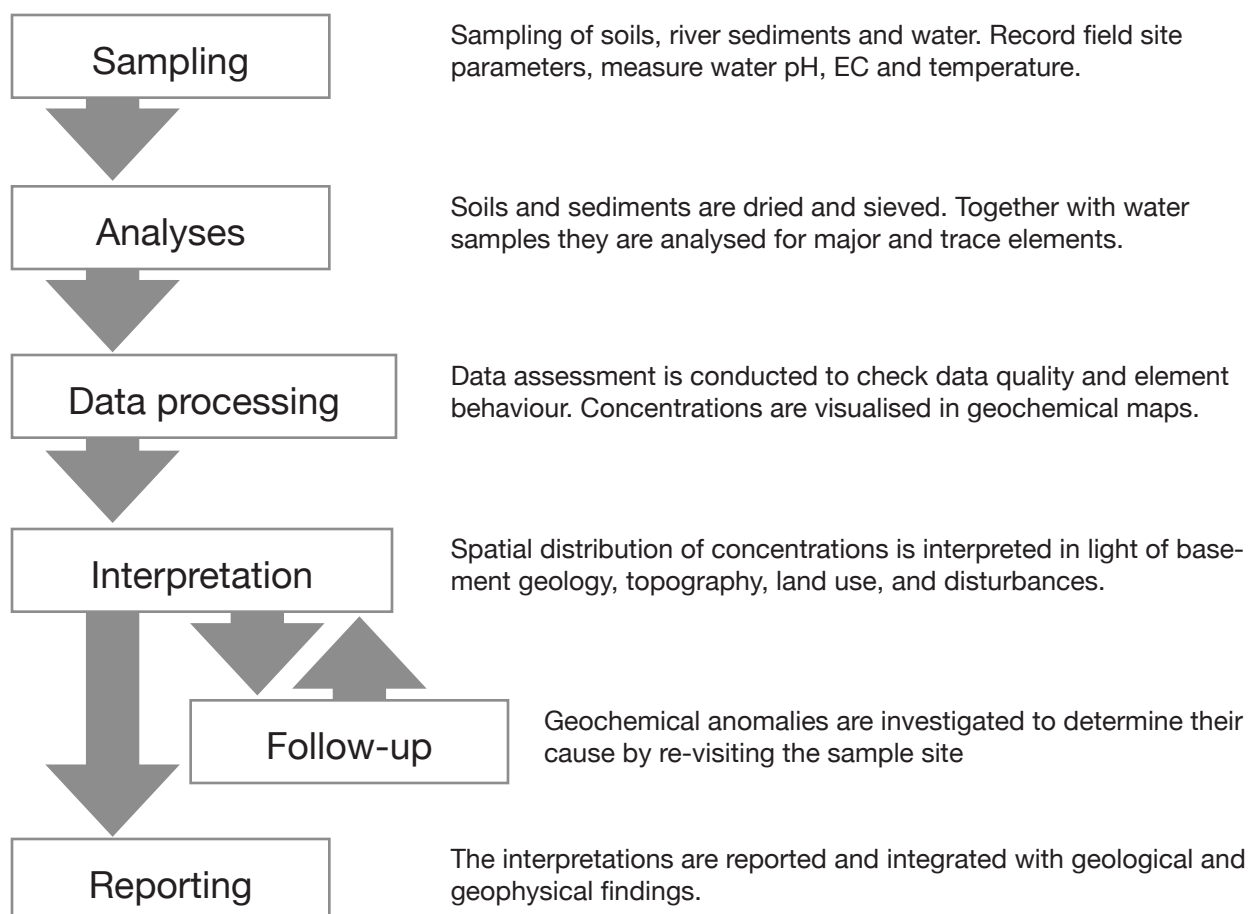 Sampling
Sampling of soils, river sediments and water. Record field site
parameters, measure water pH, EC and temperature.
Analyses
Soils and sediments are dried and sieved. Together with water
samples they are analysed for major and trace elements.
Data processing
Data assessment is conducted to check data quality and element
behaviour. Concentrations are visualised in geochemical maps.
Interpretation
Spatial distribution of concentrations is interpreted in light of base-
ment geology, topography, land use, and disturbances.
Follow-up
Geochemical anomalies are investigated to determine their
cause by re-visiting the sample site
Reporting
The interpretations are reported and integrated with geological and
geophysical findings.